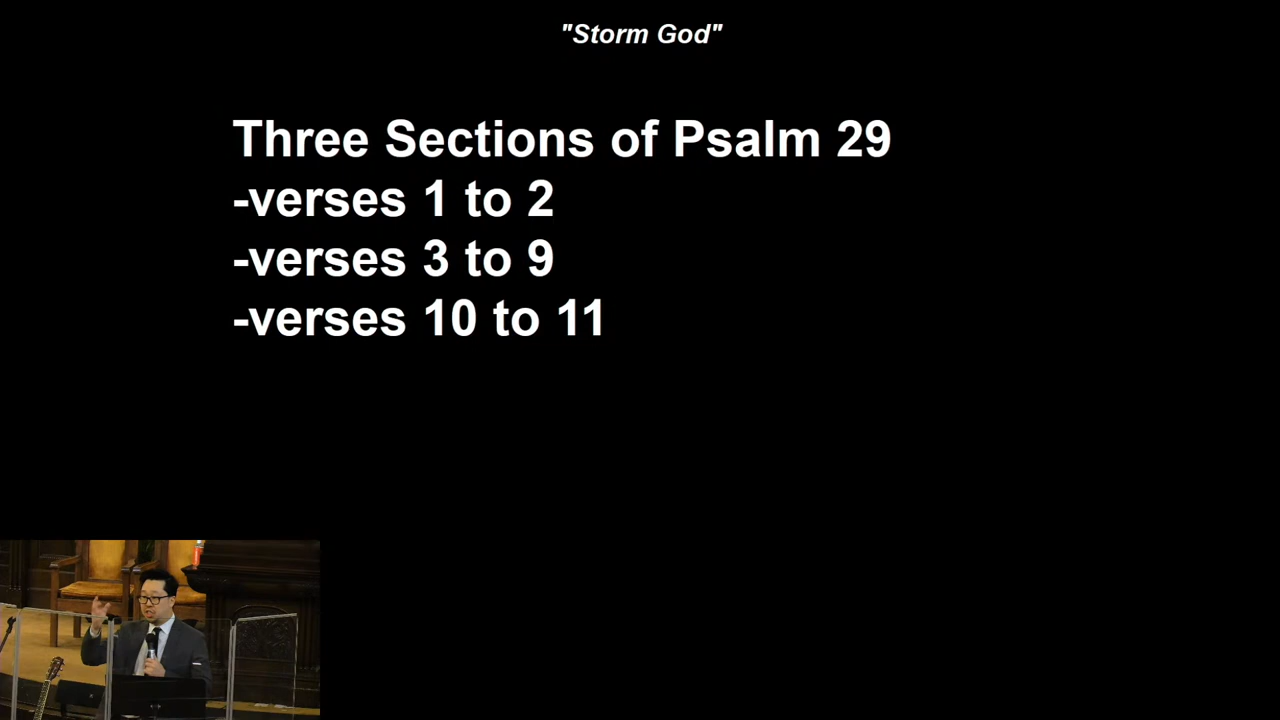 "Storm God"
Three Sections of Psalm 29
-verses 1 to 2
-verses 3 to 9
-verses 10 to 11